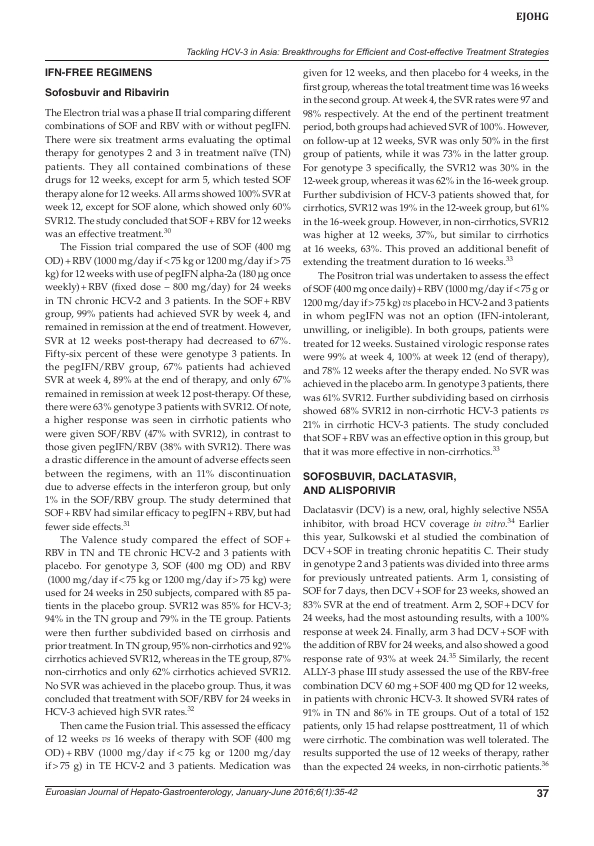 EJOHG
Tackling HCV-3 in Asia: Breakthroughs for Efficient and Cost-effective Treatment Strategies
IFN-FREE REGIMENS
Sofosbuvir and Ribavirin
The Electron trial was a phase II trial comparing different
combinations of SOF and RBV with or without pegIFN.
There were six treatment arms evaluating the optimal
therapy for genotypes 2 and 3 in treatment naïve (TN)
patients. They all contained combinations of these
drugs for 12 weeks, except for arm 5, which tested SOF
therapy alone for 12 weeks. All arms showed 100% SVR at
week 12, except for SOF alone, which showed only 60%
SVR12. The study concluded that SOF + RBV for 12 weeks
was an effective treatment.30
The Fission trial compared the use of SOF (400 mg
OD) + RBV (1000 mg/day if < 75 kg or 1200 mg/day if > 75
kg) for 12 weeks with use of pegIFN alpha-2a (180 µg once
weekly) + RBV (fixed dose – 800 mg/day) for 24 weeks
in TN chronic HCV-2 and 3 patients. In the SOF + RBV
group, 99% patients had achieved SVR by week 4, and
remained in remission at the end of treatment. However,
SVR at 12 weeks post-therapy had decreased to 67%.
Fifty-six percent of these were genotype 3 patients. In
the pegIFN/RBV group, 67% patients had achieved
SVR at week 4, 89% at the end of therapy, and only 67%
remained in remission at week 12 post-therapy. Of these,
there were 63% genotype 3 patients with SVR12. Of note,
a higher response was seen in cirrhotic patients who
were given SOF/RBV (47% with SVR12), in contrast to
those given pegIFN/RBV (38% with SVR12). There was
a drastic difference in the amount of adverse effects seen
between the regimens, with an 11% discontinuation
due to adverse effects in the interferon group, but only
1% in the SOF/RBV group. The study determined that
SOF + RBV had similar efficacy to pegIFN + RBV, but had
fewer side effects.31
The Valence study compared the effect of SOF +
RBV in TN and TE chronic HCV-2 and 3 patients with
placebo. For genotype 3, SOF (400 mg OD) and RBV
(1000 mg/day if < 75 kg or 1200 mg/day if > 75 kg) were
used for 24 weeks in 250 subjects, compared with 85 pa-
tients in the placebo group. SVR12 was 85% for HCV-3;
94% in the TN group and 79% in the TE group. Patients
were then further subdivided based on cirrhosis and
prior treatment. In TN group, 95% non-cirrhotics and 92%
cirrhotics achieved SVR12, whereas in the TE group, 87%
non-cirrhotics and only 62% cirrhotics achieved SVR12.
No SVR was achieved in the placebo group. Thus, it was
concluded that treatment with SOF/RBV for 24 weeks in
HCV-3 achieved high SVR rates.32
Then came the Fusion trial. This assessed the efficacy
of 12 weeks vs 16 weeks of therapy with SOF (400 mg
OD) + RBV (1000 mg/day if < 75 kg or 1200 mg/day
if > 75 g) in TE HCV-2 and 3 patients. Medication was
given for 12 weeks, and then placebo for 4 weeks, in the
first group, whereas the total treatment time was 16 weeks
in the second group. At week 4, the SVR rates were 97 and
98% respectively. At the end of the pertinent treatment
period, both groups had achieved SVR of 100%. However,
on follow-up at 12 weeks, SVR was only 50% in the first
group of patients, while it was 73% in the latter group.
For genotype 3 specifically, the SVR12 was 30% in the
12-week group, whereas it was 62% in the 16-week group.
Further subdivision of HCV-3 patients showed that, for
cirrhotics, SVR12 was 19% in the 12-week group, but 61%
in the 16-week group. However, in non-cirrhotics, SVR12
was higher at 12 weeks, 37%, but similar to cirrhotics
at 16 weeks, 63%. This proved an additional benefit of
extending the treatment duration to 16 weeks.33
The Positron trial was undertaken to assess the effect
of SOF (400 mg once daily) + RBV (1000 mg/day if < 75 g or
1200 mg/day if > 75 kg) vs placebo in HCV-2 and 3 patients
in whom pegIFN was not an option (IFN-intolerant,
unwilling, or ineligible). In both groups, patients were
treated for 12 weeks. Sustained virologic response rates
were 99% at week 4, 100% at week 12 (end of therapy),
and 78% 12 weeks after the therapy ended. No SVR was
achieved in the placebo arm. In genotype 3 patients, there
was 61% SVR12. Further subdividing based on cirrhosis
showed 68% SVR12 in non-cirrhotic HCV-3 patients vs
21% in cirrhotic HCV-3 patients. The study concluded
that SOF + RBV was an effective option in this group, but
that it was more effective in non-cirrhotics.33
SOFOSBUVIR, DACLATASVIR,
AND ALISPORIVIR
Daclatasvir (DCV) is a new, oral, highly selective NS5A
inhibitor, with broad HCV coverage in vitro.34 Earlier
this year, Sulkowski et al studied the combination of
DCV + SOF in treating chronic hepatitis C. Their study
in genotype 2 and 3 patients was divided into three arms
for previously untreated patients. Arm 1, consisting of
SOF for 7 days, then DCV + SOF for 23 weeks, showed an
83% SVR at the end of treatment. Arm 2, SOF + DCV for
24 weeks, had the most astounding results, with a 100%
response at week 24. Finally, arm 3 had DCV + SOF with
the addition of RBV for 24 weeks, and also showed a good
response rate of 93% at week 24.35 Similarly, the recent
ALLY-3 phase III study assessed the use of the RBV-free
combination DCV 60 mg + SOF 400 mg QD for 12 weeks,
in patients with chronic HCV-3. It showed SVR4 rates of
91% in TN and 86% in TE groups. Out of a total of 152
patients, only 15 had relapse posttreatment, 11 of which
were cirrhotic. The combination was well tolerated. The
results supported the use of 12 weeks of therapy, rather
than the expected 24 weeks, in non-cirrhotic patients.36
Euroasian Journal of Hepato-Gastroenterology, January-June 2016;6(1):35-42
37